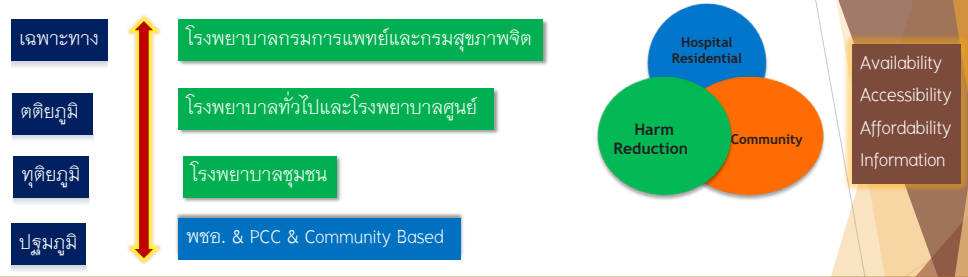 เฉพาะทาง
โรงพยาบาลกรมการแพทย์และกรมสุขภาพจิต
ตติยภูมิ
โรงพยาบาลทั่วไปและโรงพยาบาลศูนย์
ทุติยภูมิ
โรงพยาบาลชุมชน
ปฐมภูมิ
พชอ. & PCC & Community Based
Hospital
Residential
Harm
Reduction
Community
Availability
Accessibility
Affordability
Information